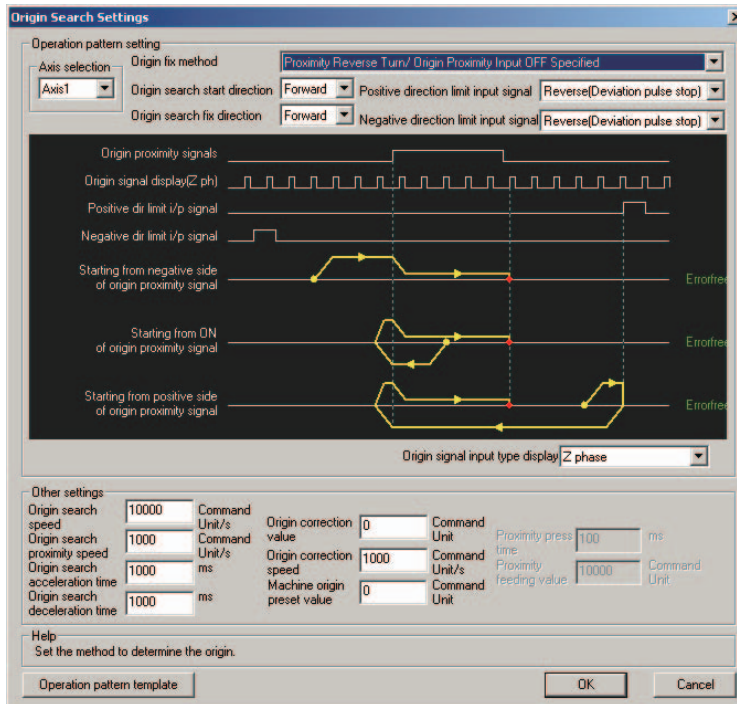 Origin Search Settings
Operation pattern setting
Axis selection
Axis1
Origin fix method
Proximity Reverse Turn/ Origin Proximity Input OFF Specified
Origin search start direction
Forward
Positive direction limit input signal
Reverse(Deviation pulse stop)
Origin search fix direction
Forward
Negative direction limit input signal
Reverse(Deviation pulse stop)
Origin proximity signals
Origin signal display(Z ph)
Positive dir limit i/p signal
Negative dir limit i/p signal
Starting from negative side
of origin proximity signal
Errorfree
Starting from ON
of origin proximity signal
Errorfree
Starting from positive side
of origin proximity signal
Errorfree
Origin signal input type display
Z phase
Other settings
Origin search
speed
10000
Command
Unit/s
Origin search
proximity speed
1000
Command
Unit/s
Origin search
acceleration time
1000
ms
Origin search
deceleration time
1000
ms
Origin correction
value
0
Command
Unit
Origin correction
speed
1000
Command
Unit/s
Machine origin
preset value
0
Command
Unit
Proximity press
time
100
ms
Proximity
feeding value
10000
Command
Unit
Help
Set the method to determine the origin.
Operation pattern template
OK
Cancel